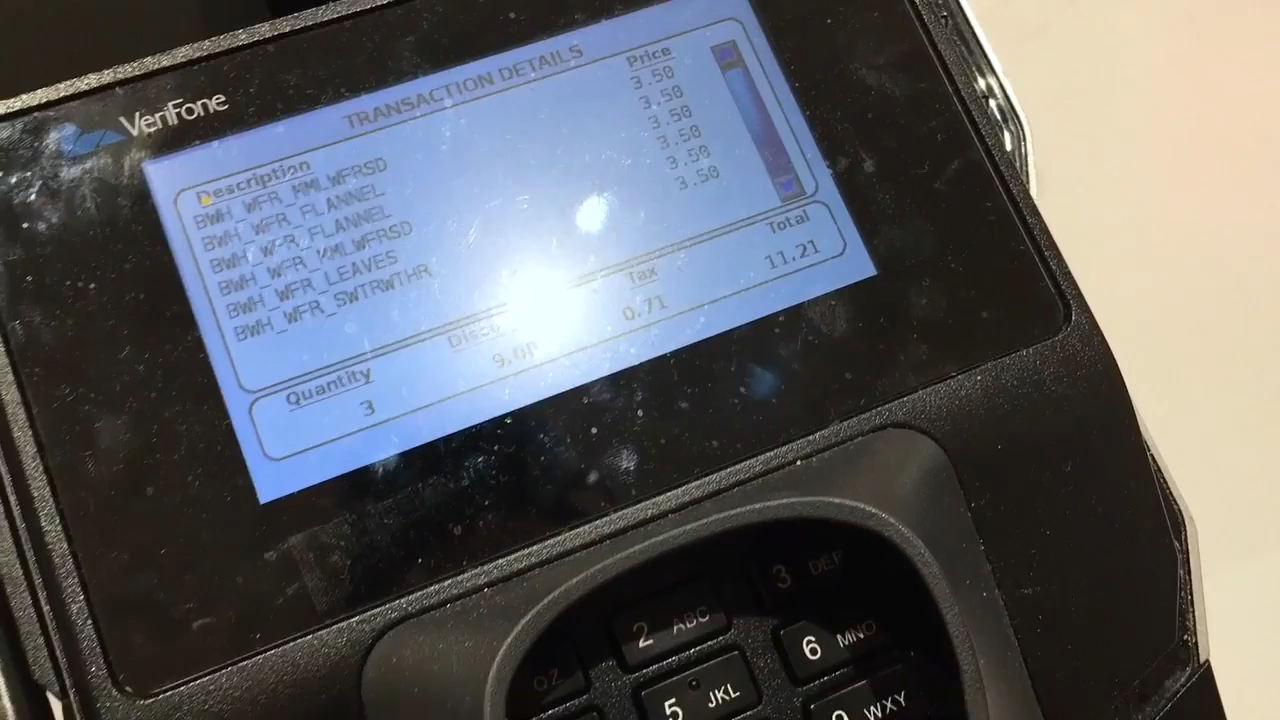 VeriFone
TRANSACTION DETAILS
Description Price
BWH_WFR_KMLWFRSD 3.50
BWH_WFR_FLANNEL 3.50
BWH_WFR_FLANNEL 3.50
BWH_WFR_KMLWFRSD 3.50
BWH_WFR_LEAVES 3.50
BWH_WFR_SWTRWTHR 3.50
Quantity Tax Total
3 0.71 11.21
2 ABC 3 DEF
QZ 5 JKL 6 MNO
WXY